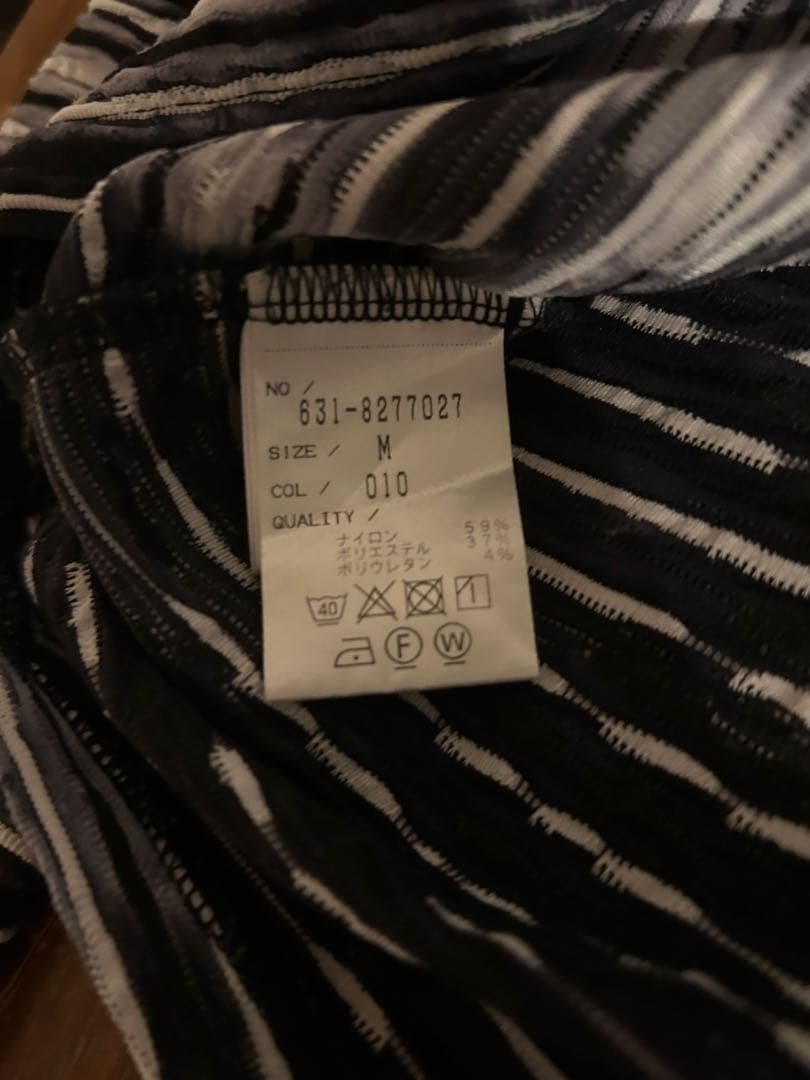 NO /
631-8277027
SIZE / M
COL / 010
QUALITY /
ナイロン 59%
ポリエステル 37%
ポリウレタン 4%
40
F W